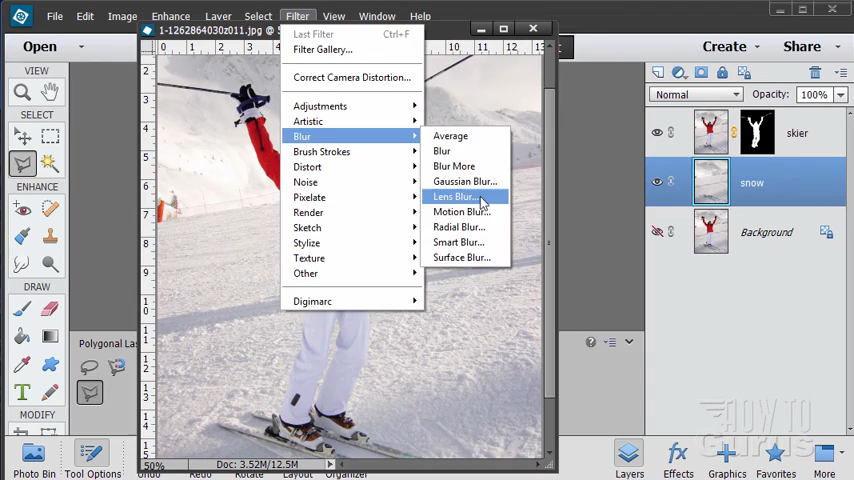 File Edit Image Enhance Layer Select Filter View Window Help
Open
Create
Share
1-1262864030z011.jpg @ 5
Last Filter Ctrl+F
Filter Gallery...
Correct Camera Distortion...
Adjustments
Artistic
Blur
Brush Strokes
Distort
Noise
Pixelate
Render
Sketch
Stylize
Texture
Other
Digimarc
Average
Blur
Blur More
Gaussian Blur...
Lens Blur...
Motion Blur...
Radial Blur...
Smart Blur...
Surface Blur...
VIEW
SELECT
ENHANCE
DRAW
MODIFY
Polygonal Las
Normal
Opacity: 100%
skier
snow
Background
50%
Doc: 3.52M/12.5M
HOW TO
Gurus
Photo Bin
Tool Options
Undo
Redo
Layout
Organizer
Layers
Effects
Graphics
Favorites
More